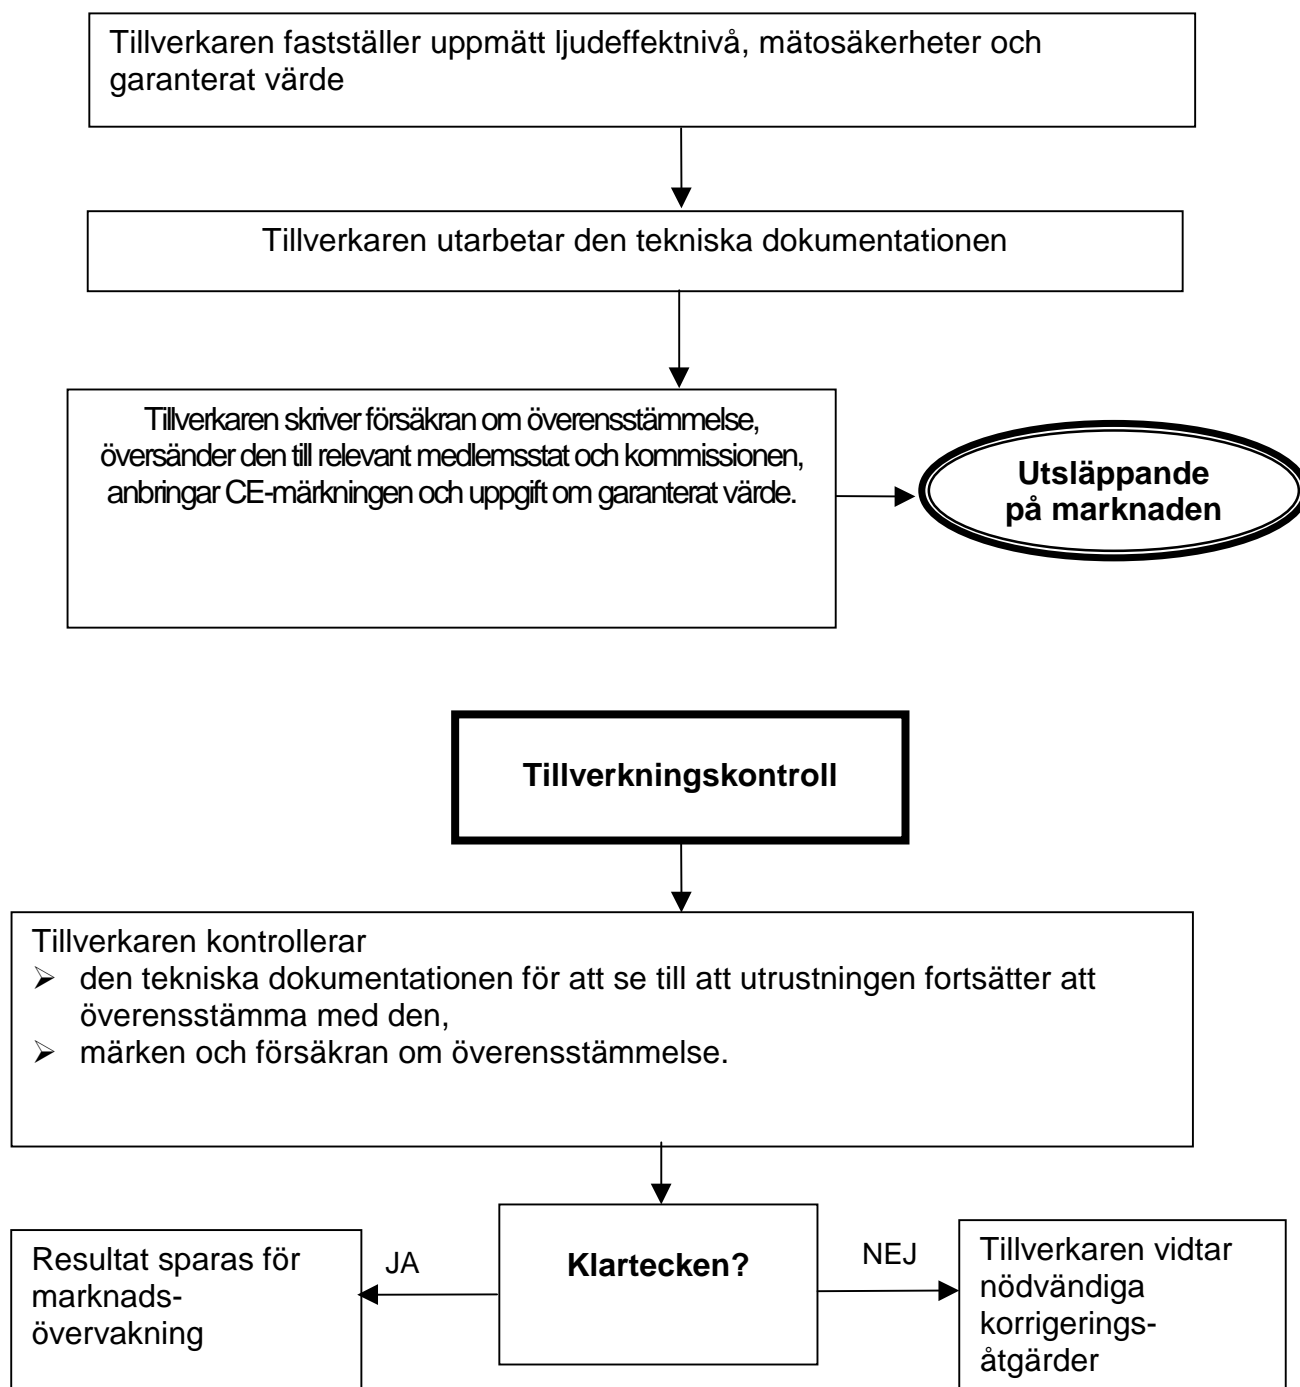 Tillverkaren fastställer uppmätt ljudeffektnivå, mätosäkerheter och
garanterat värde
Tillverkaren utarbetar den tekniska dokumentationen
Tillverkaren skriver försäkran om överensstämmelse,
översänder den till relevant medlemsstat och kommissionen,
anbringar CE-märkningen och uppgift om garanterat värde.
Utsläppande
på marknaden
Tillverkningskontroll
Tillverkaren kontrollerar
➢ den tekniska dokumentationen för att se till att utrustningen fortsätter att
överensstämma med den,
➢ märken och försäkran om överensstämmelse.
Resultat sparas för
marknads-
övervakning
JA
Klartecken?
NEJ
Tillverkaren vidtar
nödvändiga
korrigerings-
åtgärder